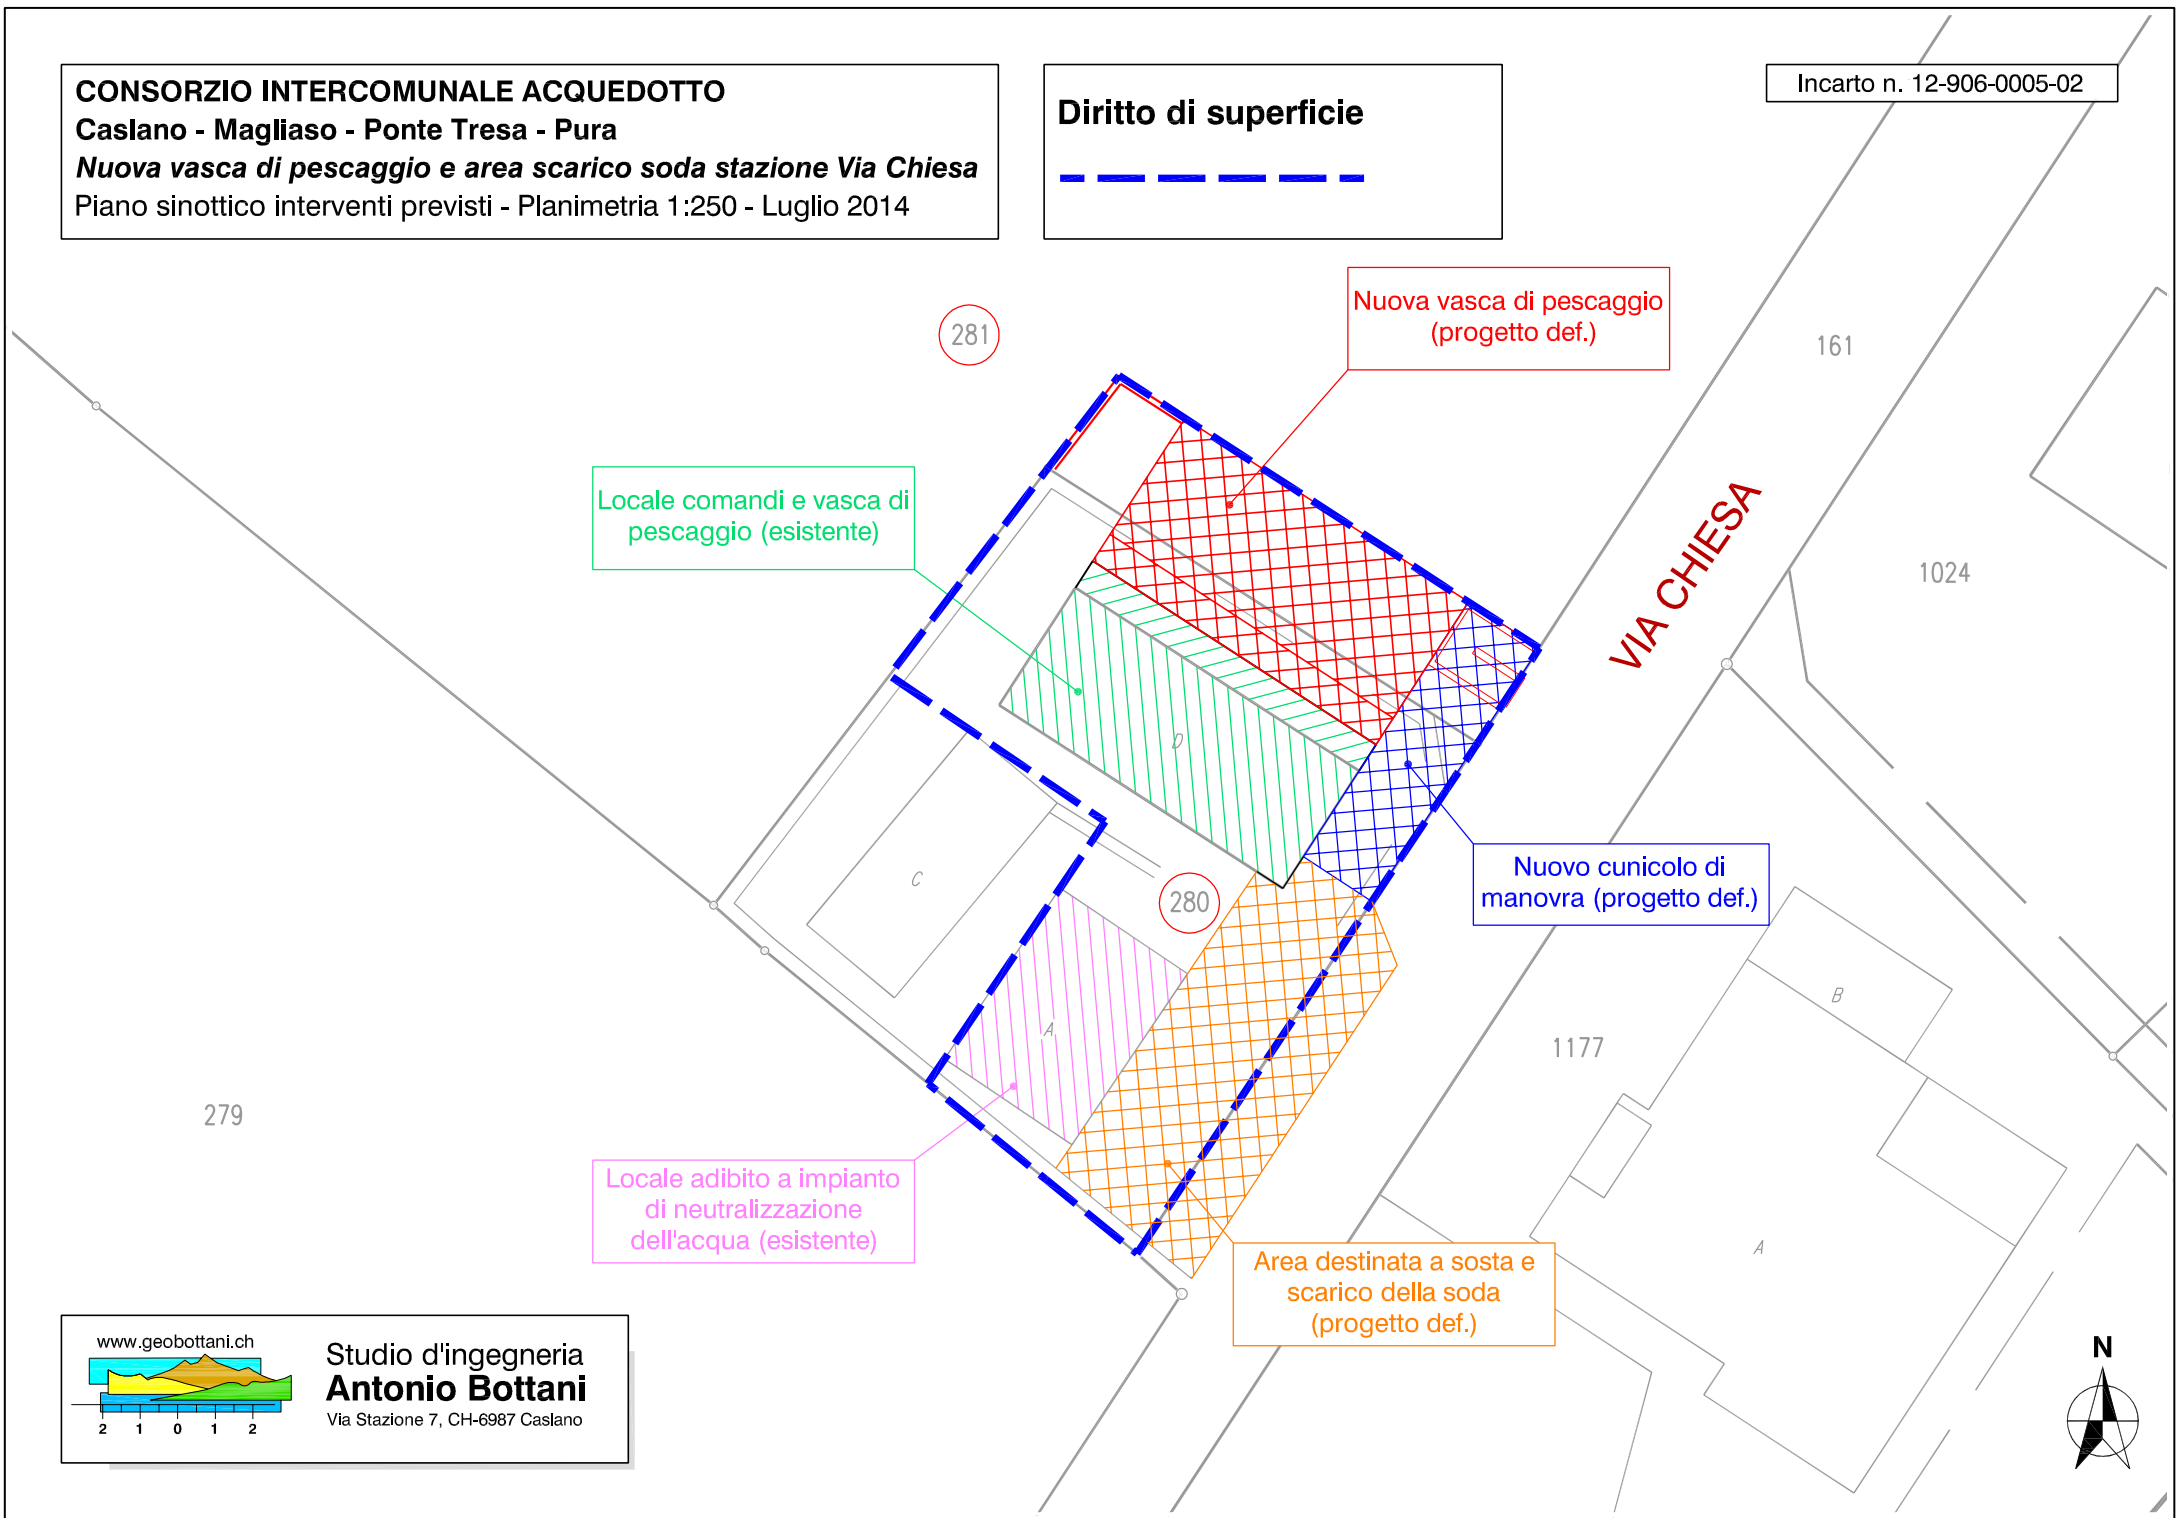 CONSORZIO INTERCOMUNALE ACQUEDOTTO
Caslano - Magliaso - Ponte Tresa - Pura
Nuova vasca di pescaggio e area scarico soda stazione Via Chiesa
Piano sinottico interventi previsti - Planimetria 1:250 - Luglio 2014
Diritto di superficie
Incarto n. 12-906-0005-02
Nuova vasca di pescaggio
(progetto def.)
281
161
Locale comandi e vasca di
pescaggio (esistente)
VIA CHIESA
1024
D
C
280
Nuovo cunicolo di
manovra (progetto def.)
A
B
1177
279
Locale adibito a impianto
di neutralizzazione
dell'acqua (esistente)
Area destinata a sosta e
scarico della soda
(progetto def.)
A
www.geobottani.ch
2 1 0 1 2
Studio d'ingegneria
Antonio Bottani
Via Stazione 7, CH-6987 Caslano
N